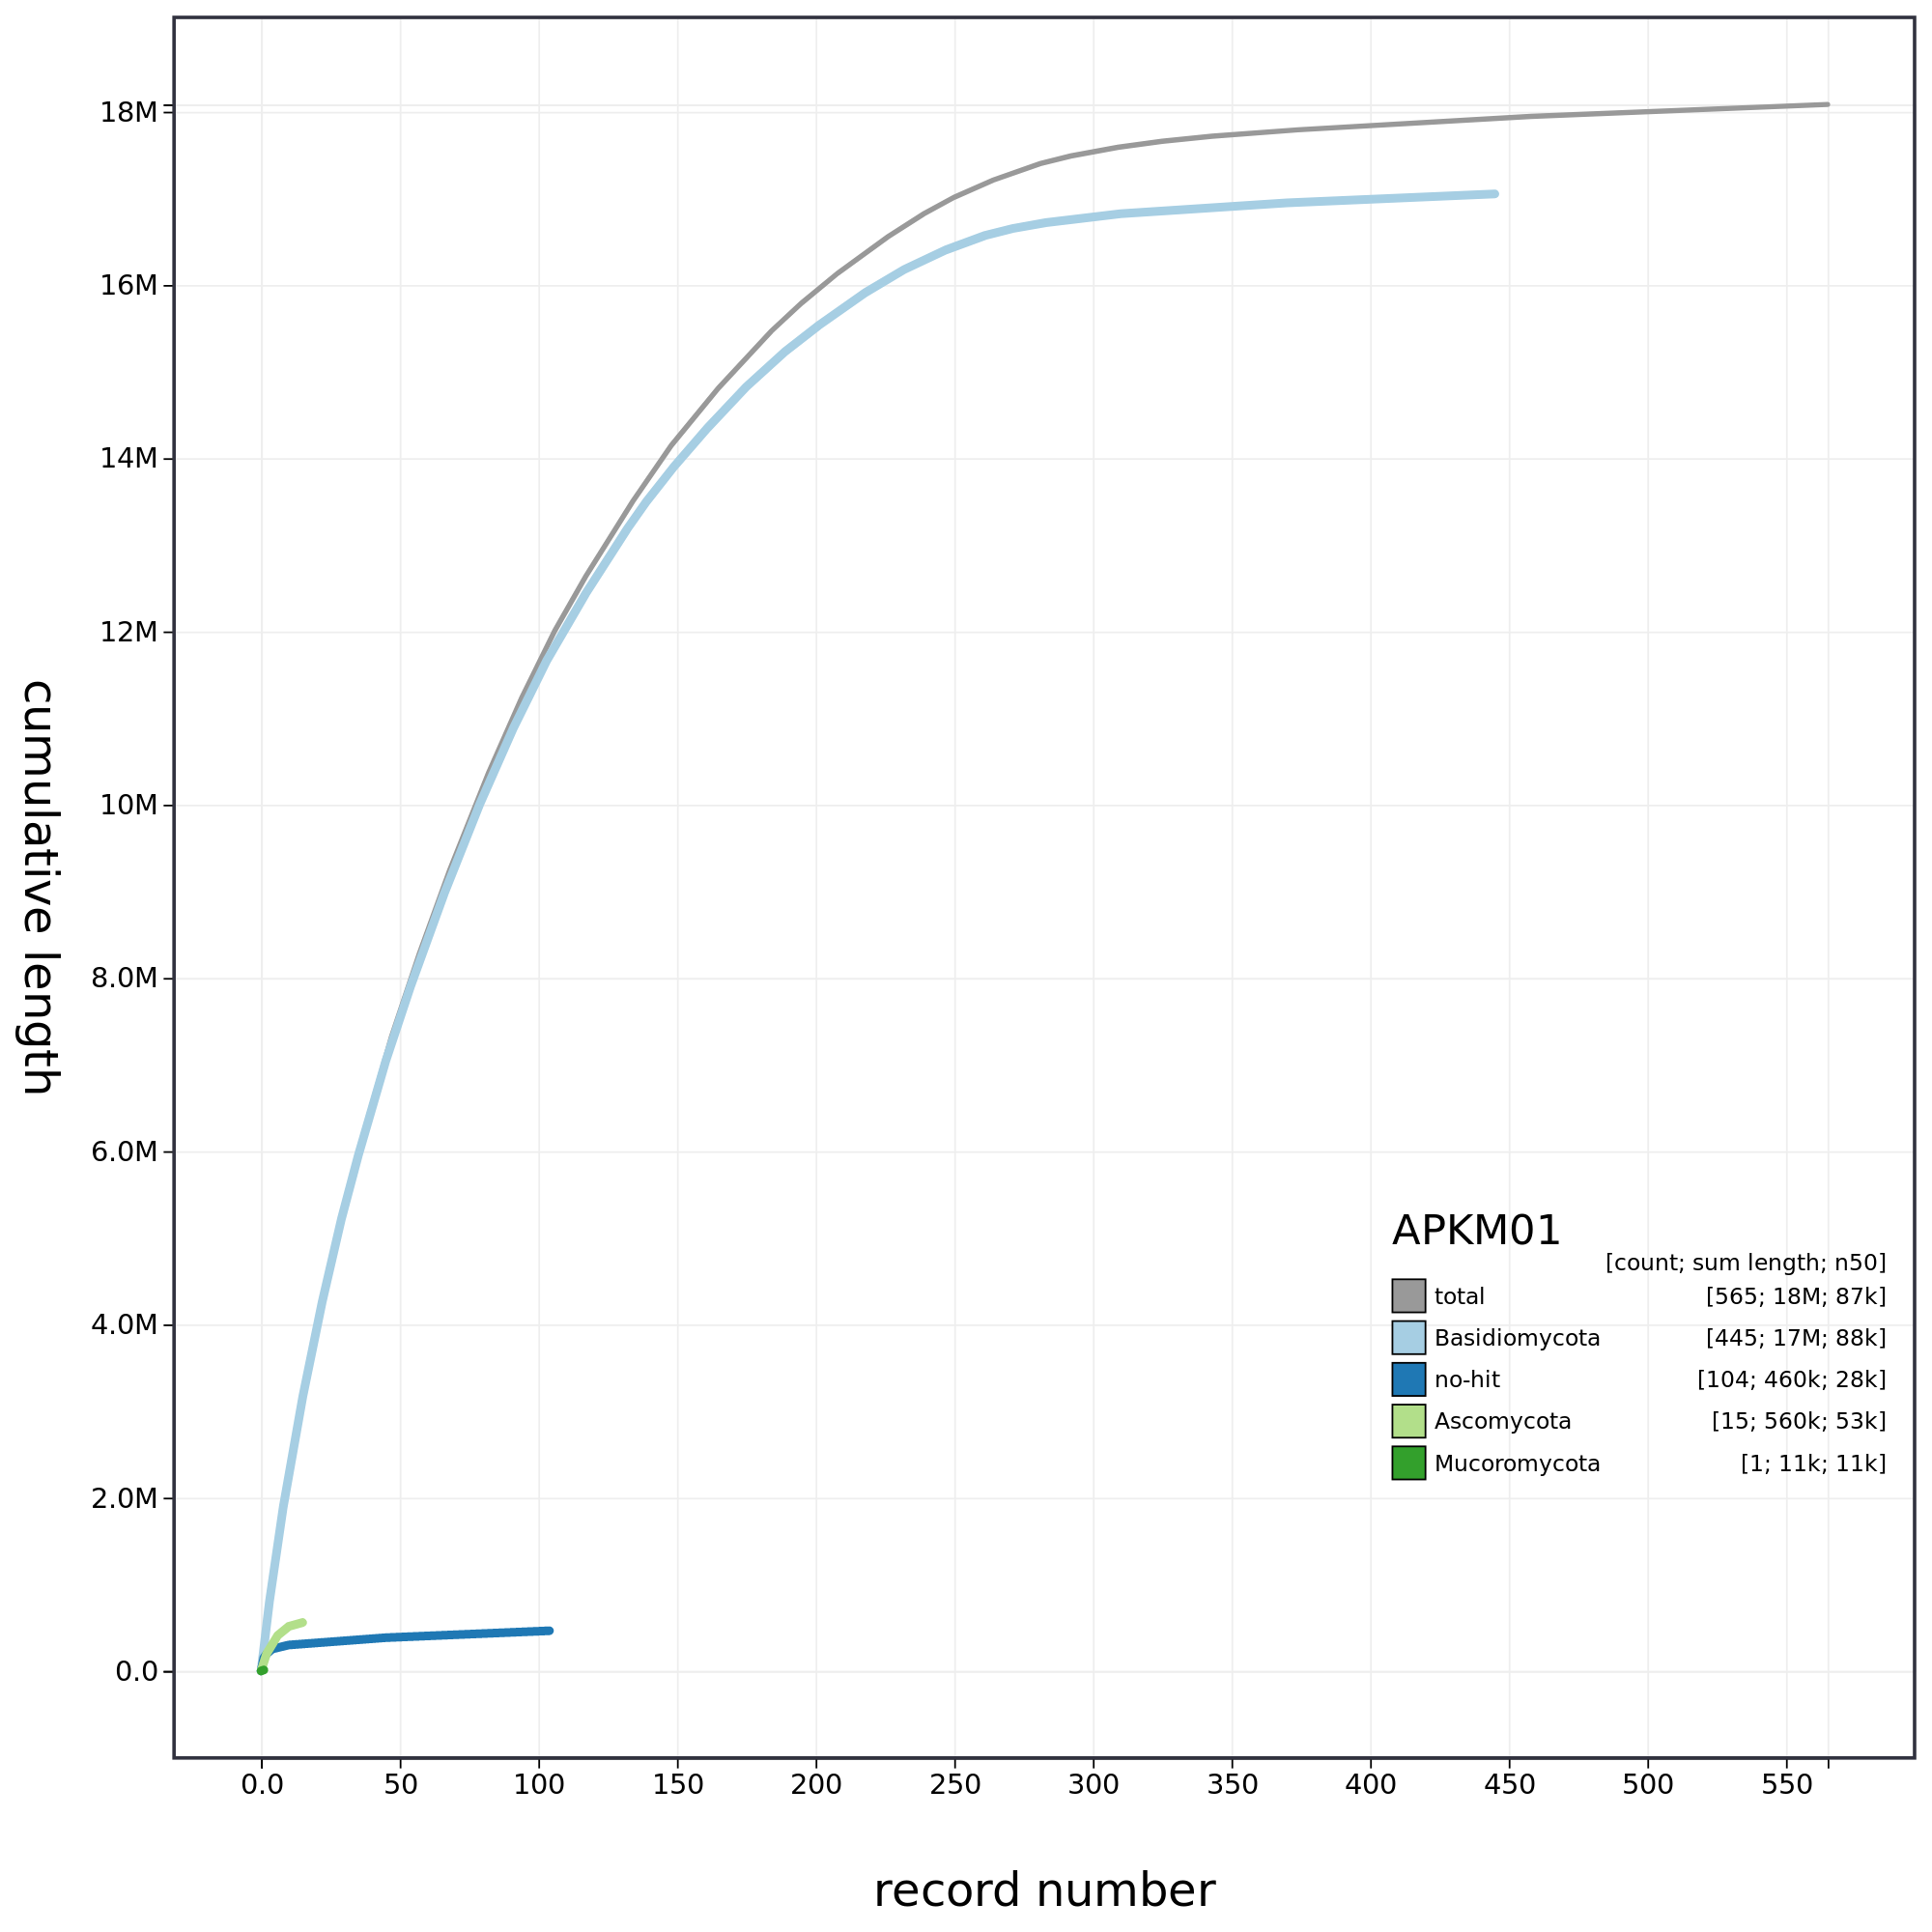 18M
16M
14M
12M
10M
8.0M
6.0M
4.0M
2.0M
0.0
cumulative length
0.0 50 100 150 200 250 300 350 400 450 500 550
record number
APKM01
[count; sum length; n50]
total [565; 18M; 87k]
Basidiomycota [445; 17M; 88k]
no-hit [104; 460k; 28k]
Ascomycota [15; 560k; 53k]
Mucoromycota [1; 11k; 11k]